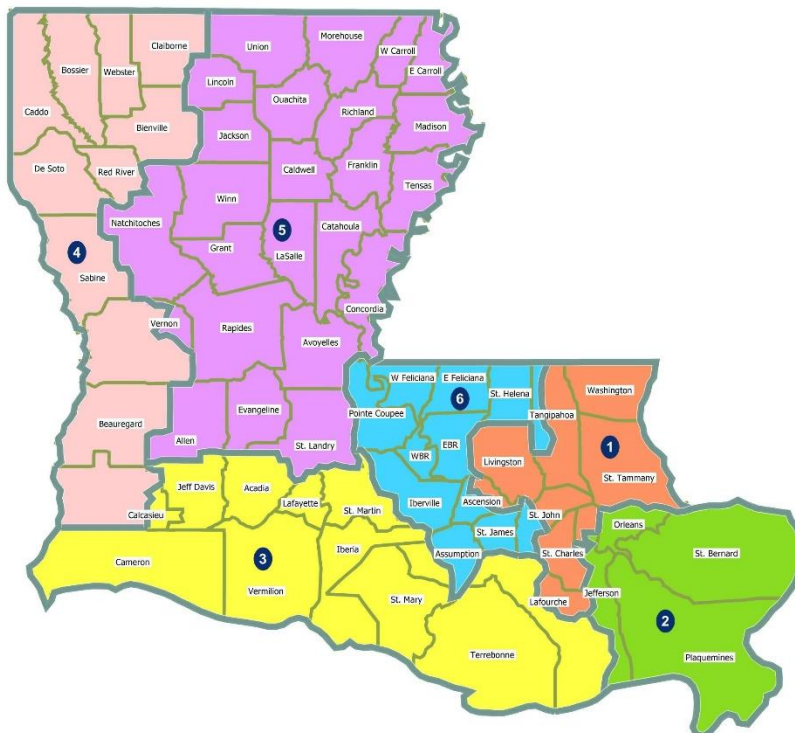 Claiborne
Union
Morehouse
W Carroll
E Carroll
Bossier
Webster
Lincoln
Ouachita
Richland
Caddo
Bienville
Jackson
Madison
De Soto
Red River
Caldwell
Franklin
Tensas
Winn
Natchitoches
Catahoula
5
4
Grant
LaSalle
Sabine
Concordia
Vernon
Rapides
Avoyelles
W Feliciana
E Feliciana
St. Helena
Washington
6
Beauregard
Evangeline
Pointe Coupee
Tangipahoa
Allen
St. Landry
WBR
EBR
1
Livingston
St. Tammany
Jeff Davis
Acadia
Lafayette
St. Martin
Iberville
Ascension
Calcasieu
St. John
Orleans
St. James
Iberia
Assumption
St. Charles
St. Bernard
Cameron
3
Vermilion
St. Mary
Lafourche
Jefferson
2
Terrebonne
Plaquemines